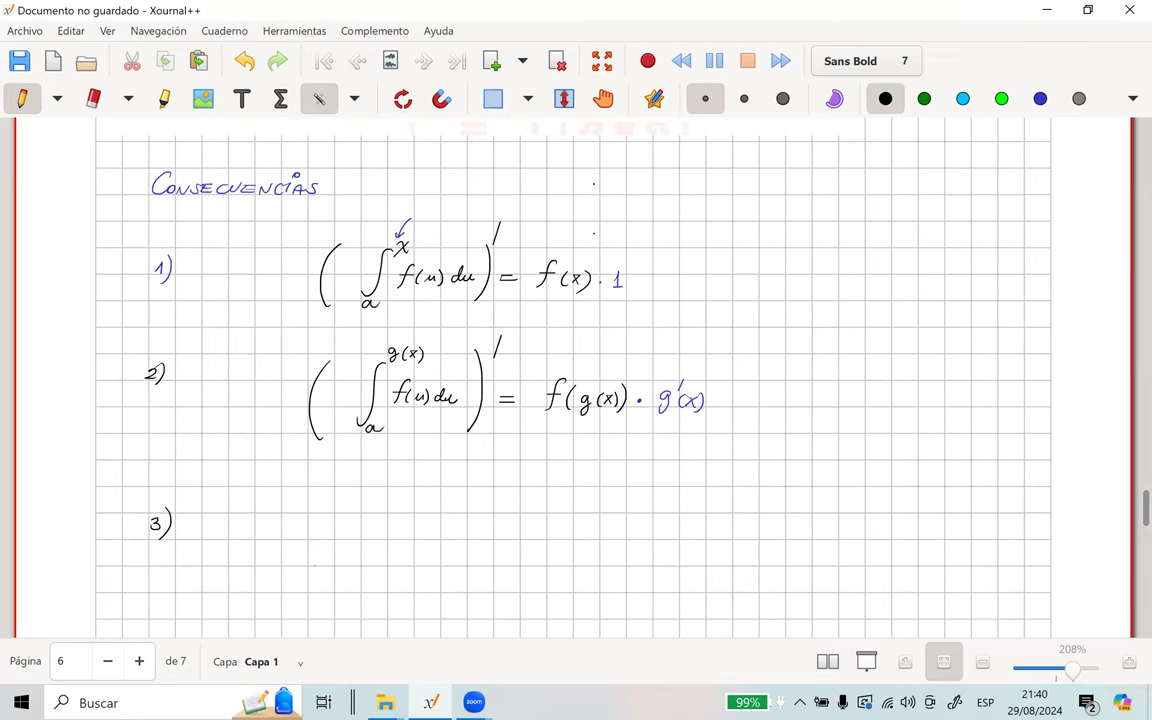 Documento no guardado - Xournal++
Archivo Editar Ver Navegación Cuaderno Herramientas Complemento Ayuda
Sans Bold 7
CONSECUENCIAS
1) ( ∫_a^x f(u) du )' = f(x) · 1
2) ( ∫_a^{g(x)} f(u) du )' = f(g(x)) · g'(x)
3)
Página 6 de 7 Capa Capa 1 208%
Buscar 99% ESP 21:40
29/08/2024 2